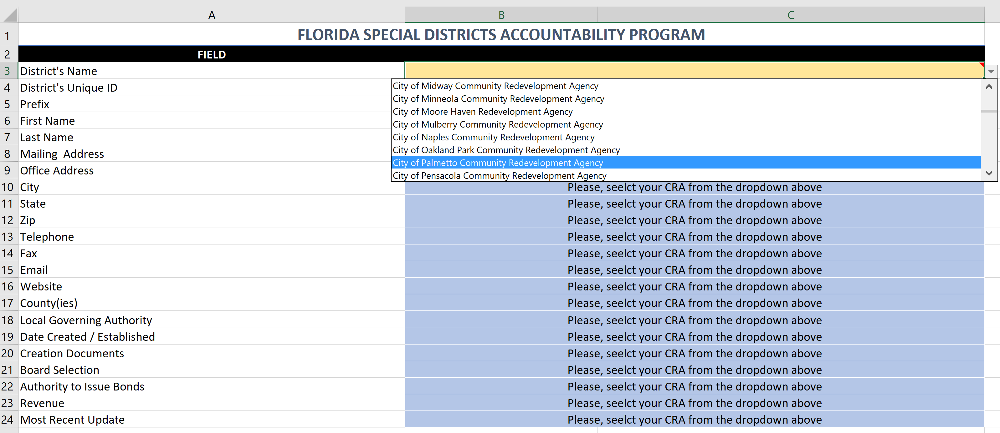 A B C
1 FLORIDA SPECIAL DISTRICTS ACCOUNTABILITY PROGRAM
2 FIELD
3 District's Name
4 District's Unique ID
City of Midway Community Redevelopment Agency
City of Minneola Community Redevelopment Agency
5 Prefix
City of Moore Haven Redevelopment Agency
6 First Name
City of Mulberry Community Redevelopment Agency
7 Last Name
City of Naples Community Redevelopment Agency
8 Mailing  Address
City of Oakland Park Community Redevelopment Agency
City of Palmetto Community Redevelopment Agency
9 Office Address
City of Pensacola Community Redevelopment Agency
10 City Please, seelct your CRA from the dropdown above
11 State Please, seelct your CRA from the dropdown above
12 Zip Please, seelct your CRA from the dropdown above
13 Telephone Please, seelct your CRA from the dropdown above
14 Fax Please, seelct your CRA from the dropdown above
15 Email Please, seelct your CRA from the dropdown above
16 Website Please, seelct your CRA from the dropdown above
17 County(ies) Please, seelct your CRA from the dropdown above
18 Local Governing Authority Please, seelct your CRA from the dropdown above
19 Date Created / Established Please, seelct your CRA from the dropdown above
20 Creation Documents Please, seelct your CRA from the dropdown above
21 Board Selection Please, seelct your CRA from the dropdown above
22 Authority to Issue Bonds Please, seelct your CRA from the dropdown above
23 Revenue Please, seelct your CRA from the dropdown above
24 Most Recent Update Please, seelct your CRA from the dropdown above